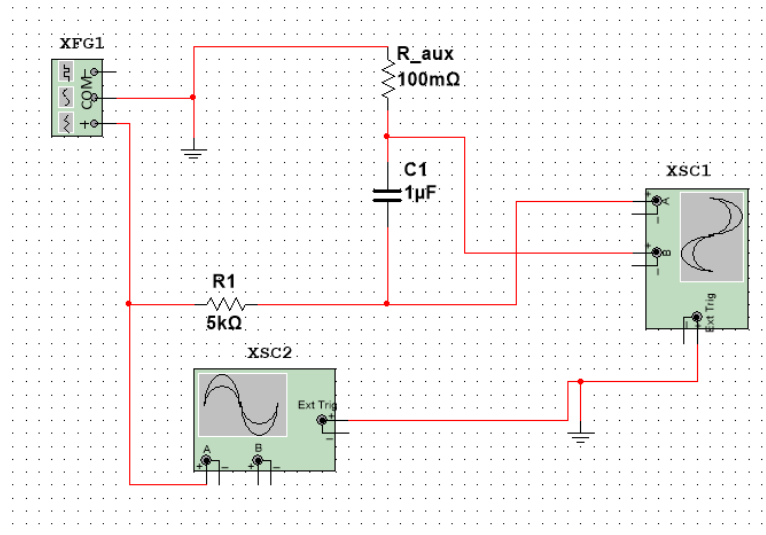 XFG1
COM
+
R_aux
100mΩ
C1
1µF
XSC1
A
B
Ext Trig
R1
5kΩ
XSC2
Ext Trig
A
B